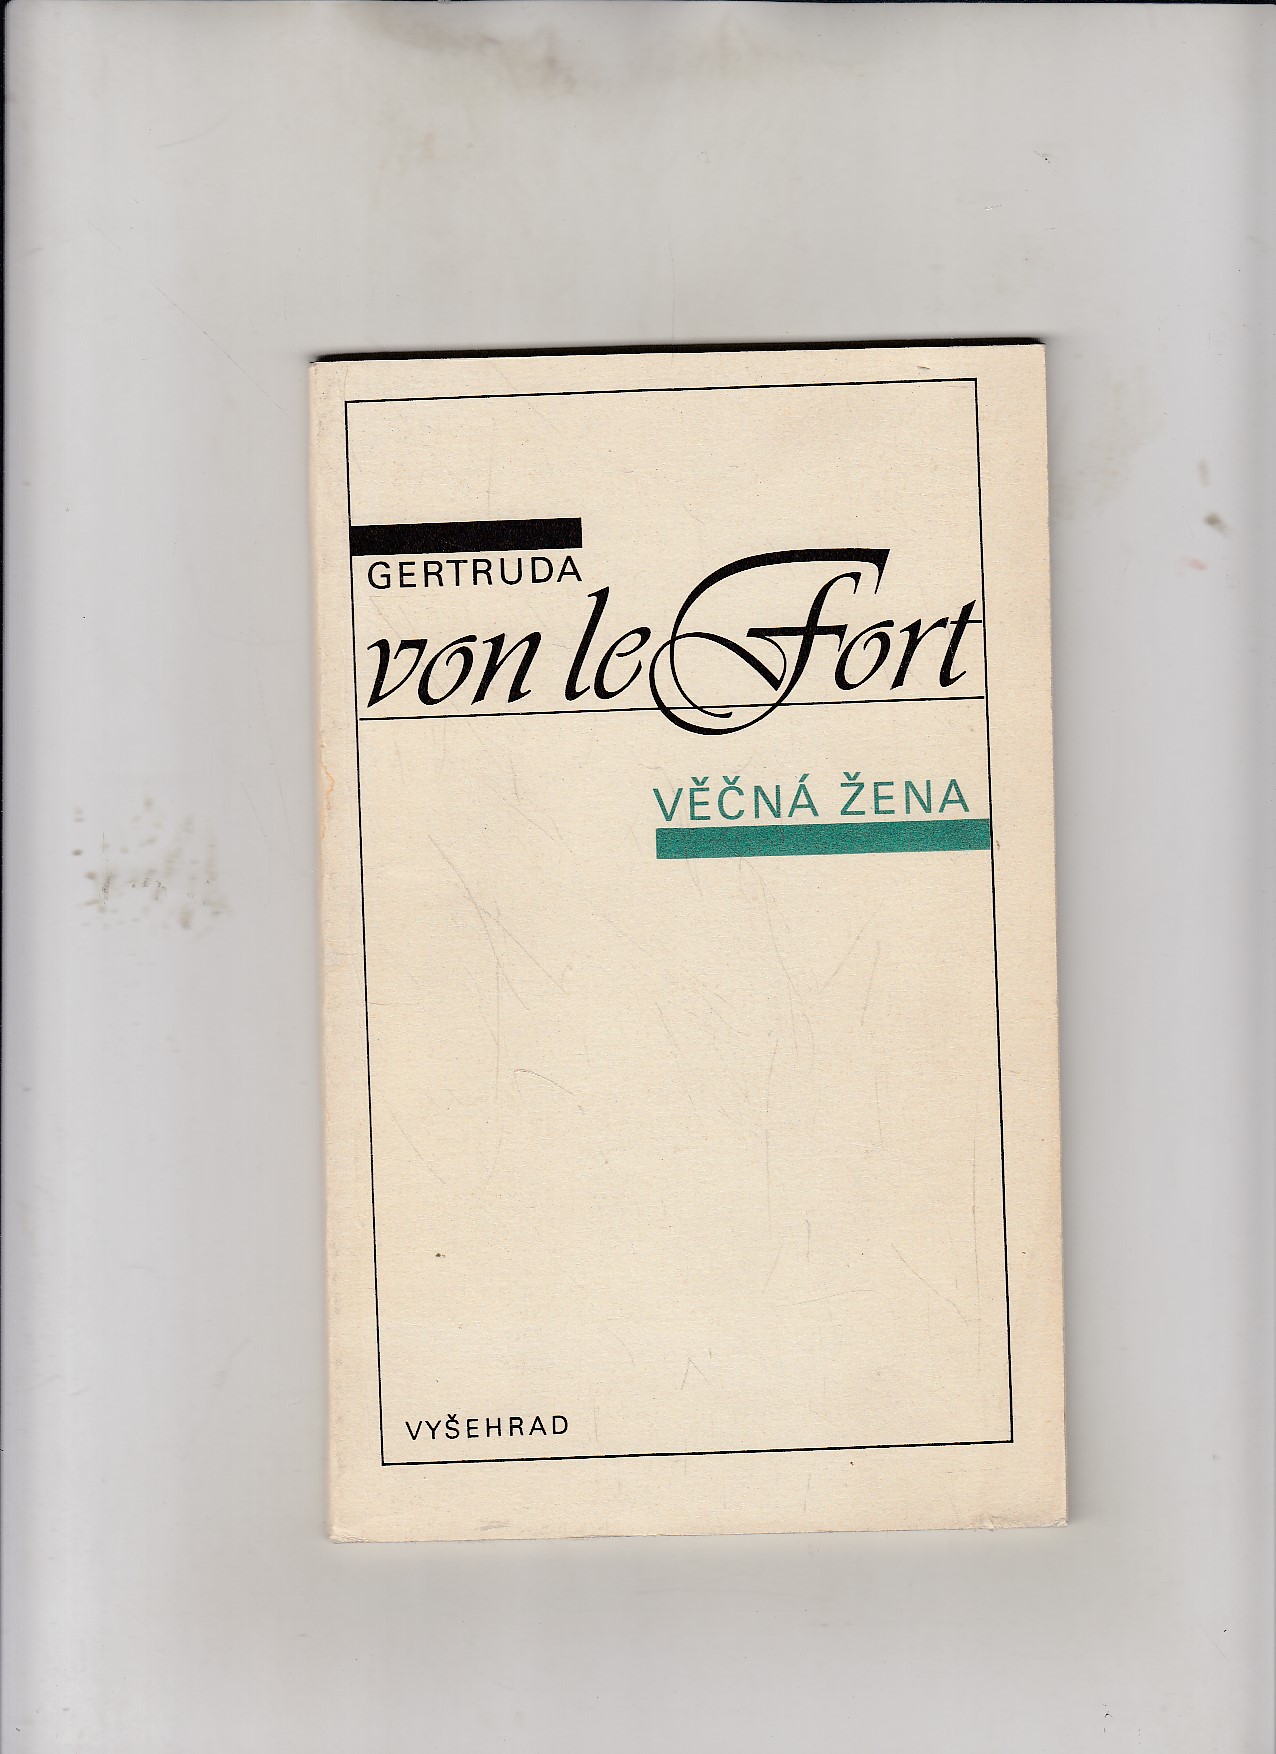 GERTRUDA
von le Fort
VĚČNÁ ŽENA
VYŠEHRAD